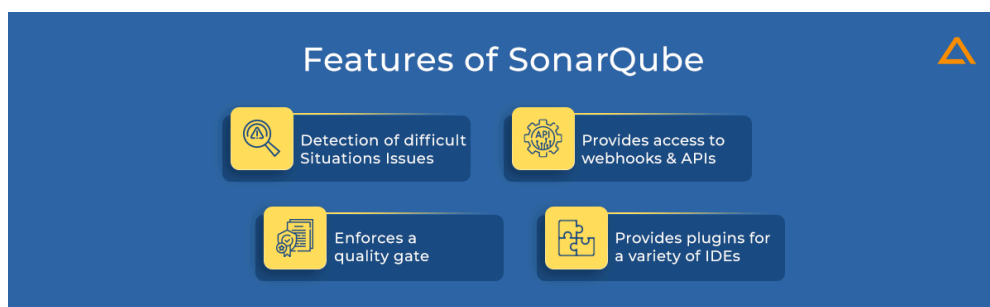 Features of SonarQube
Detection of difficult
Situations Issues
API
Provides access to
webhooks & APIs
Enforces a
quality gate
Provides plugins for
a variety of IDEs